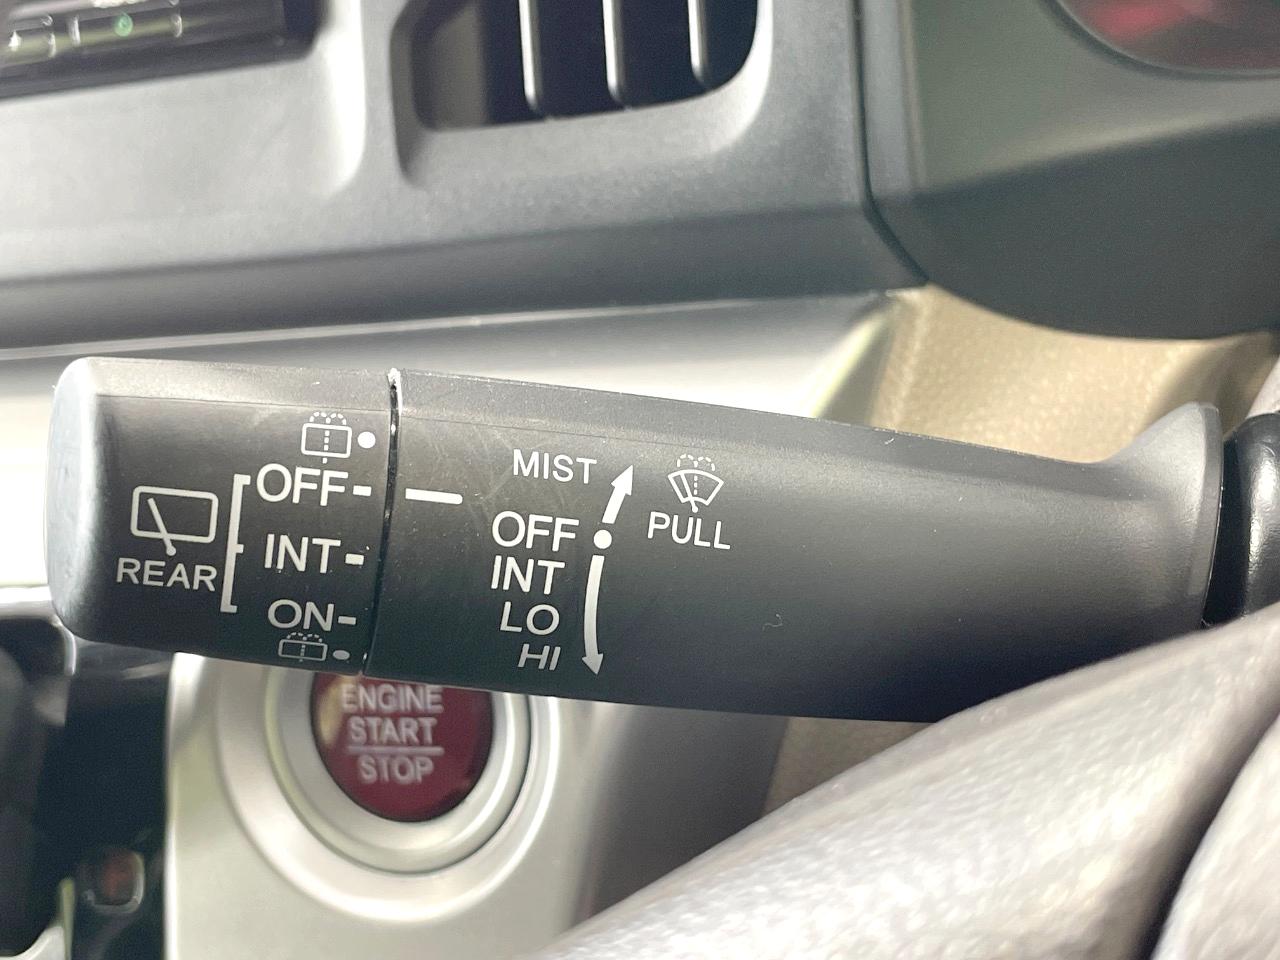 OFF-
INT-
ON-
REAR
MIST
OFF
INT
LO
HI
PULL
ENGINE
START
STOP